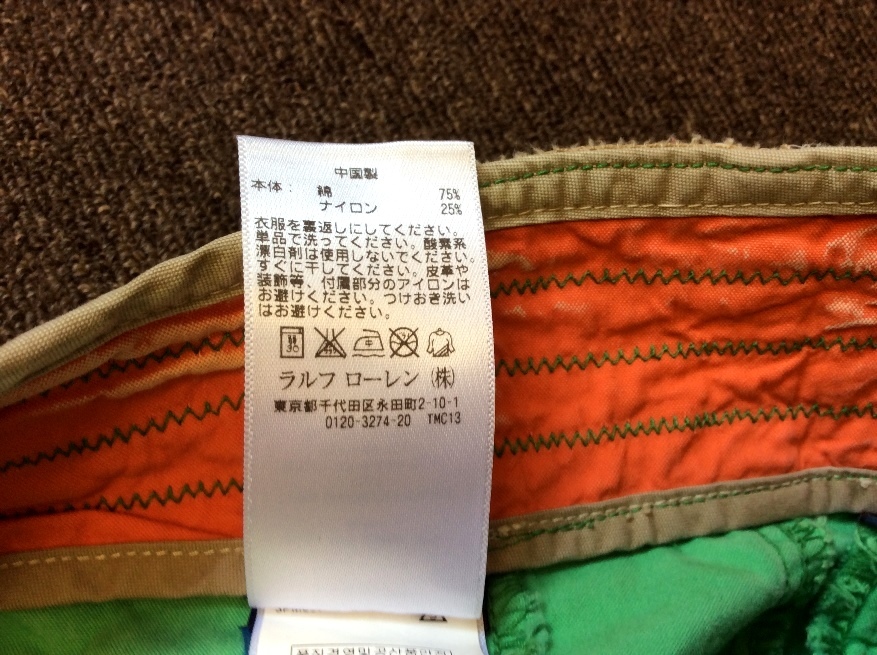 中国製
本体: 綿 75%
ナイロン 25%
衣服を裏返しにしてください。
単品で洗ってください。酸素系
漂白剤は使用しないでください。
すぐに干してください。皮革や
装飾等、付属部分のアイロンは
お避けください。つけおき洗い
はお避けください。
30 中
ラルフ ローレン (株)
東京都千代田区永田町2-10-1
0120-3274-20 TMC13